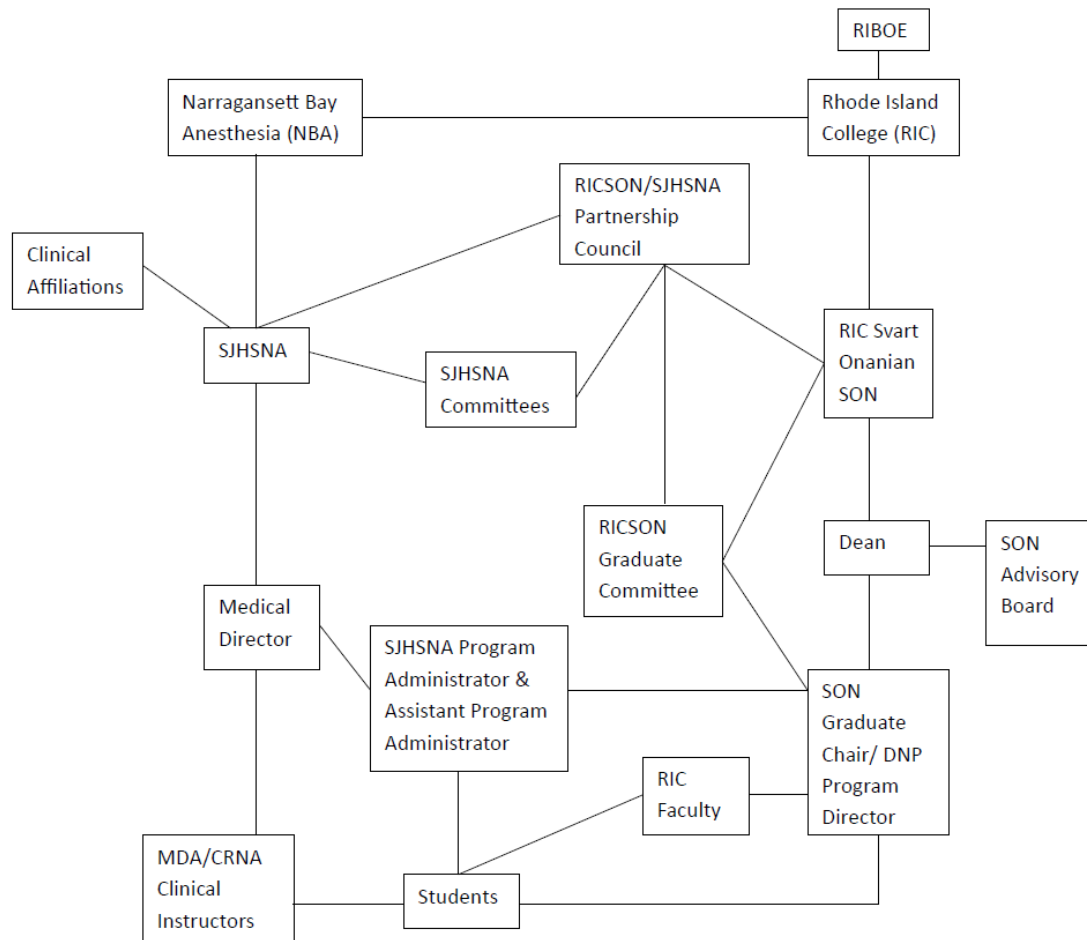 RIBOE
Narragansett Bay
Anesthesia (NBA)
Rhode Island
College (RIC)
RICSON/SJHSNA
Partnership
Council
Clinical
Affiliations
SJHSNA
SJHSNA
Committees
RIC Svart
Onanian
SON
RICSON
Graduate
Committee
Dean
SON
Advisory
Board
Medical
Director
SJHSNA Program
Administrator &
Assistant Program
Administrator
SON
Graduate
Chair/ DNP
Program
Director
RIC
Faculty
MDA/CRNA
Clinical
Instructors
Students